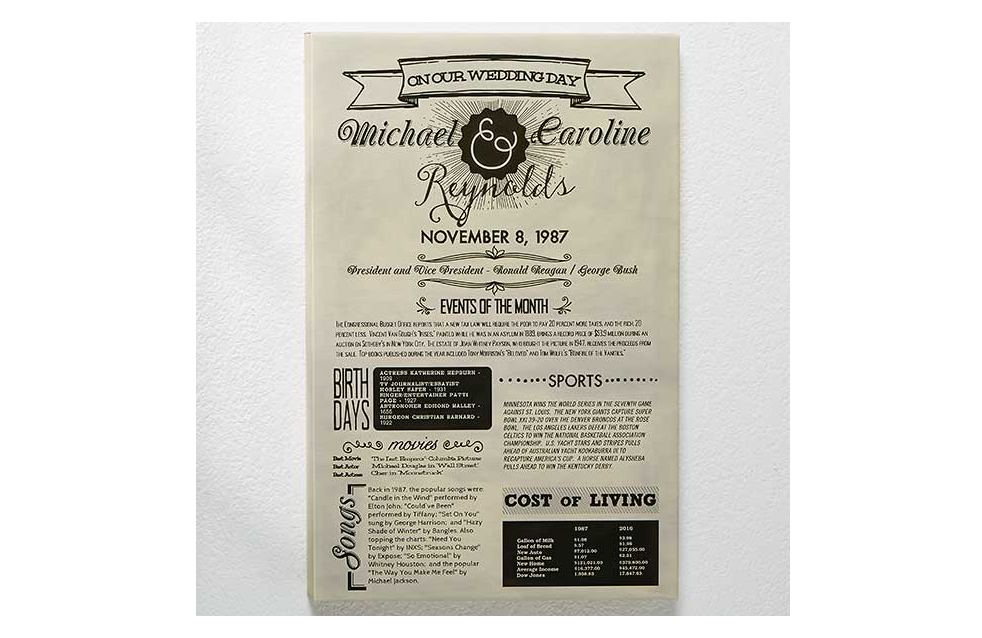 ON OUR WEDDING DAY
Michael & Caroline
Reynolds
NOVEMBER 8, 1987
President and Vice President - Ronald Reagan / George Bush
EVENTS OF THE MONTH
THE CONGRESSIONAL BUDGET OFFICE REPORTS THAT A NEW TAX LAW WILL REQUIRE THE POOR TO PAY 20 PERCENT MORE TAXES, AND THE RICH, 20
PERCENT LESS. VINCENT VAN GOUGH'S "IRISES," PAINTED WHILE HE WAS IN AN ASYLUM IN 1889, BRINGS A RECORD PRICE OF $53.9 MILLION DURING AN
AUCTION ON SOTHEBY'S IN NEW YORK CITY. THE ESTATE OF JOAN WHITNEY PAYSON, WHO BOUGHT THE PICTURE IN 1947, RECEIVES THE PROCEEDS FROM
THE SALE. TOP BOOKS PUBLISHED DURING THE YEAR INCLUDED TONY MORRISON'S "BELOVED" AND TOM WOLFE'S "BONFIRE OF THE VANITIES."
BIRTH
DAYS
ACTRESS KATHERINE HEPBURN -
1909
TV JOURNALIST/ESSAYIST
MORLEY SAFER - 1931
SINGER/ENTERTAINER PATTI
PAGE - 1927
ASTRONOMER EDMOND HALLEY -
1656
SURGEON CHRISTIAN BARNARD -
1922
movies
Best Movie "The Last Emperor" Columbia Pictures
Best Actor Michael Douglas in "Wall Street"
Best Actress Cher in "Moonstruck"
Songs
Back in 1987, the popular songs were:
"Candle in the Wind" performed by
Elton John; "Could've Been"
performed by Tiffany; "Set On You"
sung by George Harrison; and "Hazy
Shade of Winter" by Bangles. Also
topping the charts: "Need You
Tonight" by INXS; "Seasons Change"
by Expose; "So Emotional" by
Whitney Houston; and the popular
"The Way You Make Me Feel" by
Michael Jackson.
SPORTS
MINNESOTA WINS THE WORLD SERIES IN THE SEVENTH GAME
AGAINST ST. LOUIS. THE NEW YORK GIANTS CAPTURE SUPER
BOWL XXI 39-20 OVER THE DENVER BRONCOS AT THE ROSE
BOWL. THE LOS ANGELES LAKERS DEFEAT THE BOSTON
CELTICS TO WIN THE NATIONAL BASKETBALL ASSOCIATION
CHAMPIONSHIP. U.S. YACHT STARS AND STRIPES PULLS
AHEAD OF AUSTRALIAN YACHT KOOKABURRA III TO
RECAPTURE AMERICA'S CUP. A HORSE NAMED ALYSHEBA
PULLS AHEAD TO WIN THE KENTUCKY DERBY.
COST OF LIVING
1987 2016
Gallon of Milk
Loaf of Bread
New Auto
Gallon of Gas
New Home
Average Income
Dow Jones